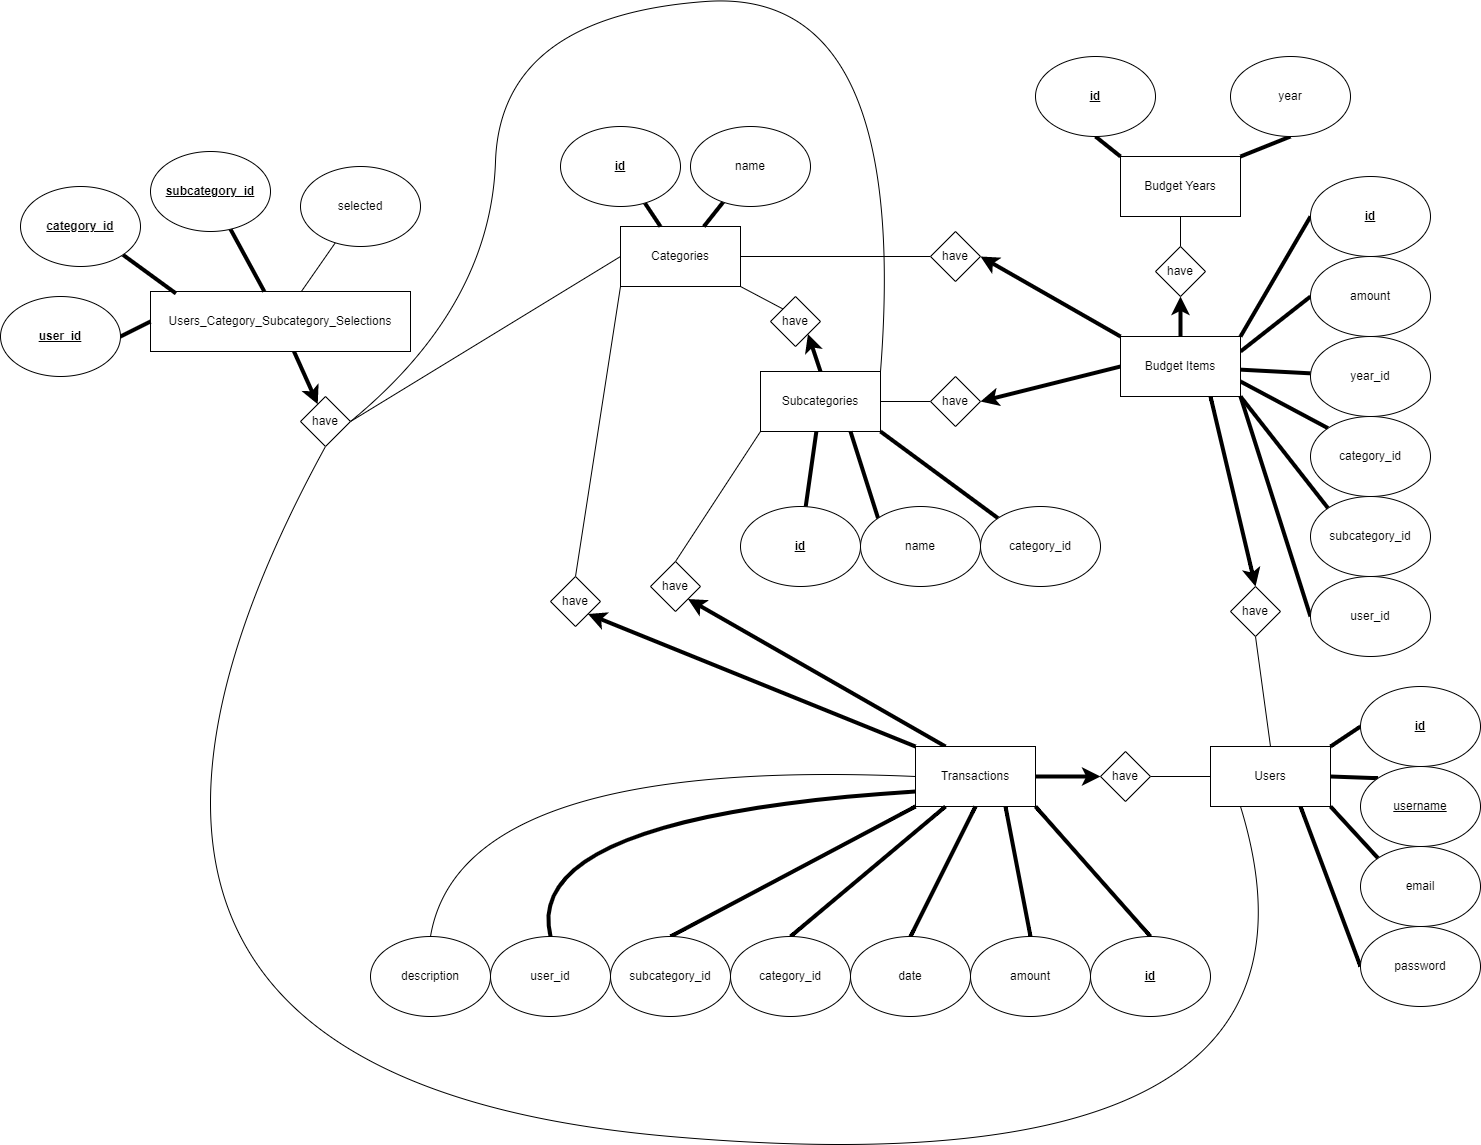 id
year
id
name
Budget Years
subcategory_id
selected
category_id
id
Categories
have
have
amount
Users_Category_Subcategory_Selections
have
user_id
Budget Items
year_id
Subcategories
have
have
category_id
subcategory_id
id
name
category_id
have
have
have
user_id
id
Transactions
have
Users
username
email
password
description
user_id
subcategory_id
category_id
date
amount
id